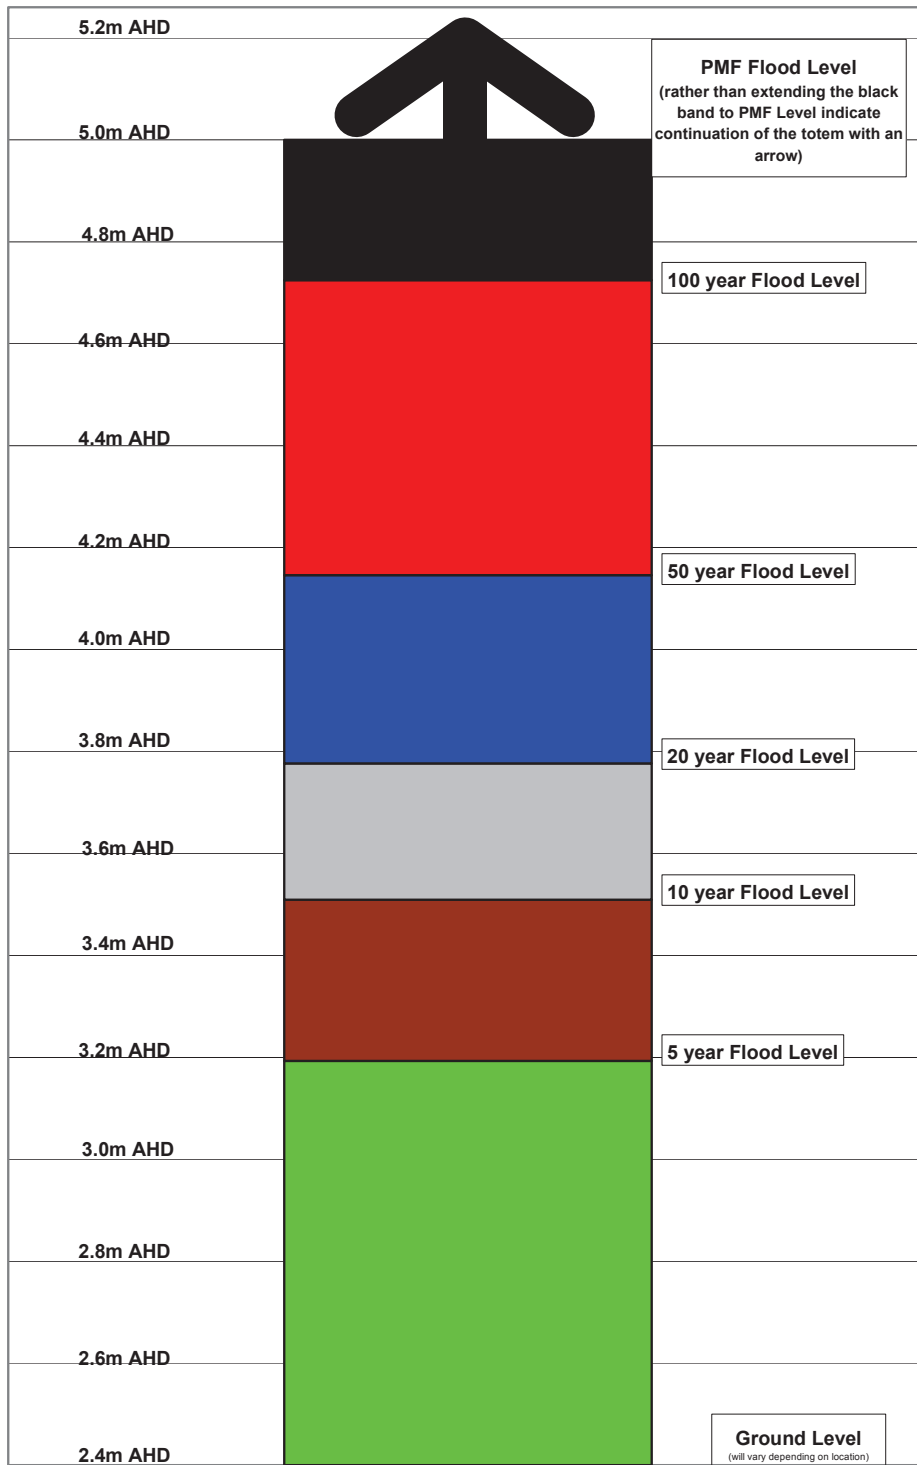 5.2m AHD
PMF Flood Level
(rather than extending the black
band to PMF Level indicate
continuation of the totem with an
arrow)
5.0m AHD
4.8m AHD
100 year Flood Level
4.6m AHD
4.4m AHD
4.2m AHD
50 year Flood Level
4.0m AHD
3.8m AHD
20 year Flood Level
3.6m AHD
10 year Flood Level
3.4m AHD
3.2m AHD
5 year Flood Level
3.0m AHD
2.8m AHD
2.6m AHD
Ground Level
(will vary depending on location)
2.4m AHD